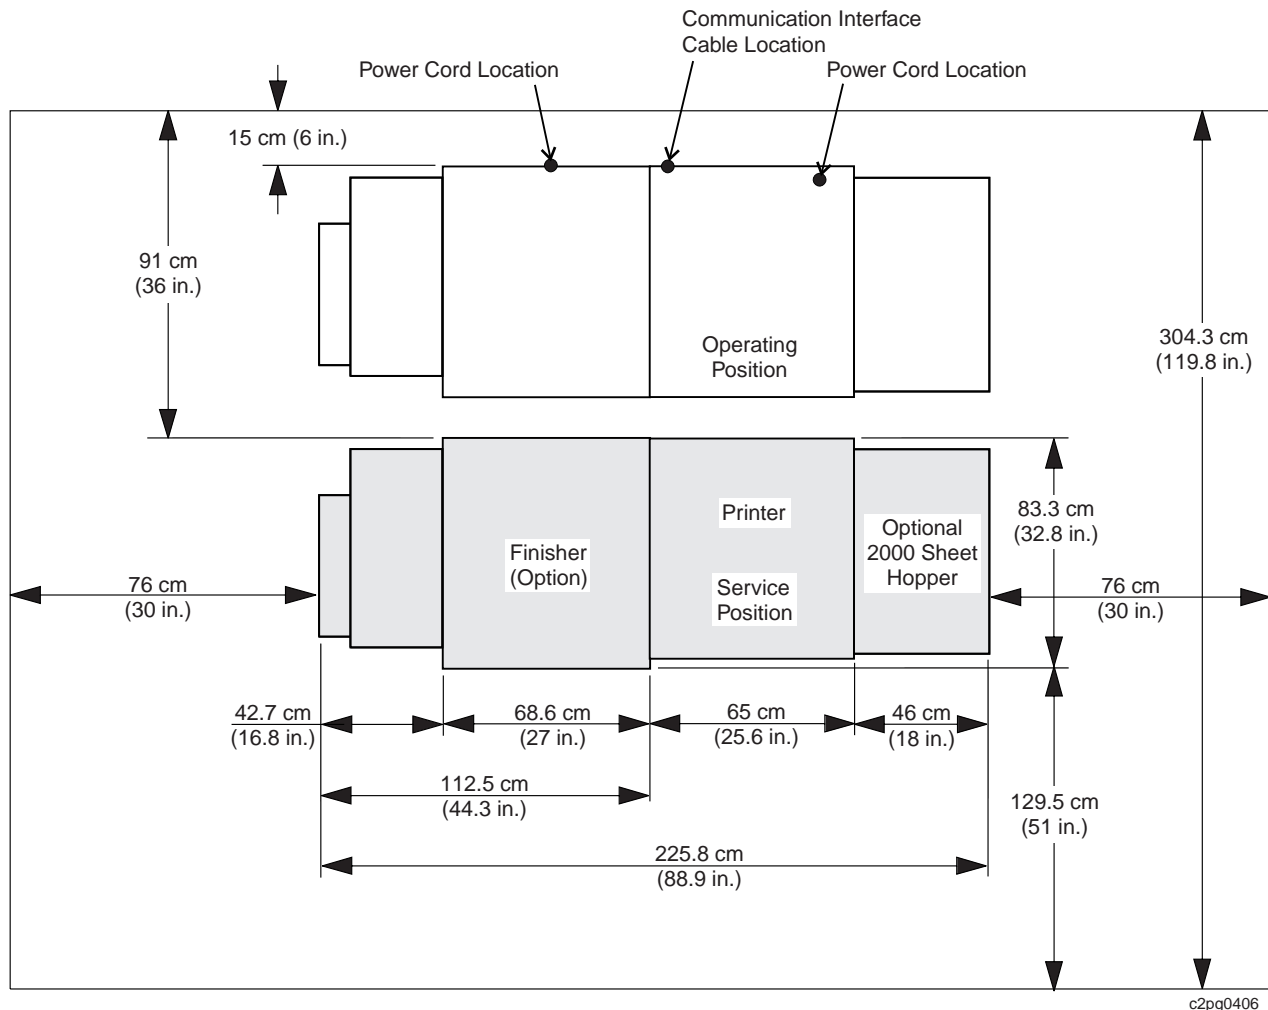 Communication Interface
Cable Location
Power Cord Location
Power Cord Location
15 cm (6 in.)
91 cm
(36 in.)
304.3 cm
(119.8 in.)
Operating
Position
Printer
83.3 cm
(32.8 in.)
Optional
2000 Sheet
Hopper
Finisher
(Option)
Service
Position
76 cm
(30 in.)
76 cm
(30 in.)
42.7 cm
(16.8 in.)
68.6 cm
(27 in.)
65 cm
(25.6 in.)
46 cm
(18 in.)
112.5 cm
(44.3 in.)
129.5 cm
(51 in.)
225.8 cm
(88.9 in.)
c2pq0406